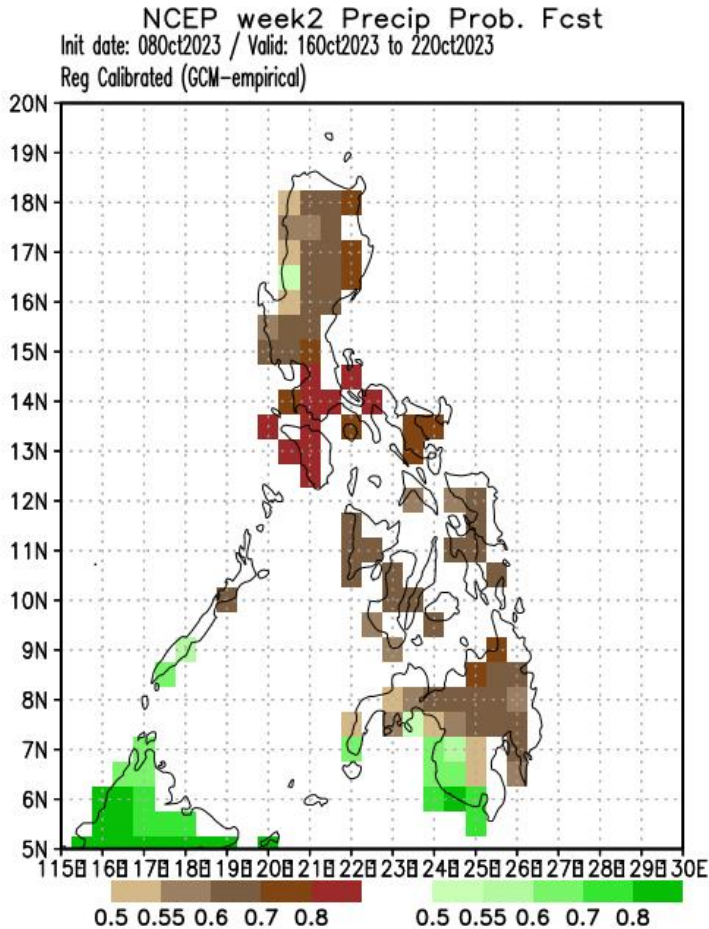 NCEP week2 Precip Prob. Fcst
Init date: 08Oct2023 / Valid: 16Oct2023 to 22Oct2023
Reg Calibrated (GCM-empirical)
20N
19N
18N
17N
16N
15N
14N
13N
12N
11N
10N
9N
8N
7N
6N
5N
115E 116E 117E 118E 119E 120E 121E 122E 123E 124E 125E 126E 127E 128E 129E 130E
0.5 0.55 0.6 0.7 0.8 0.5 0.55 0.6 0.7 0.8